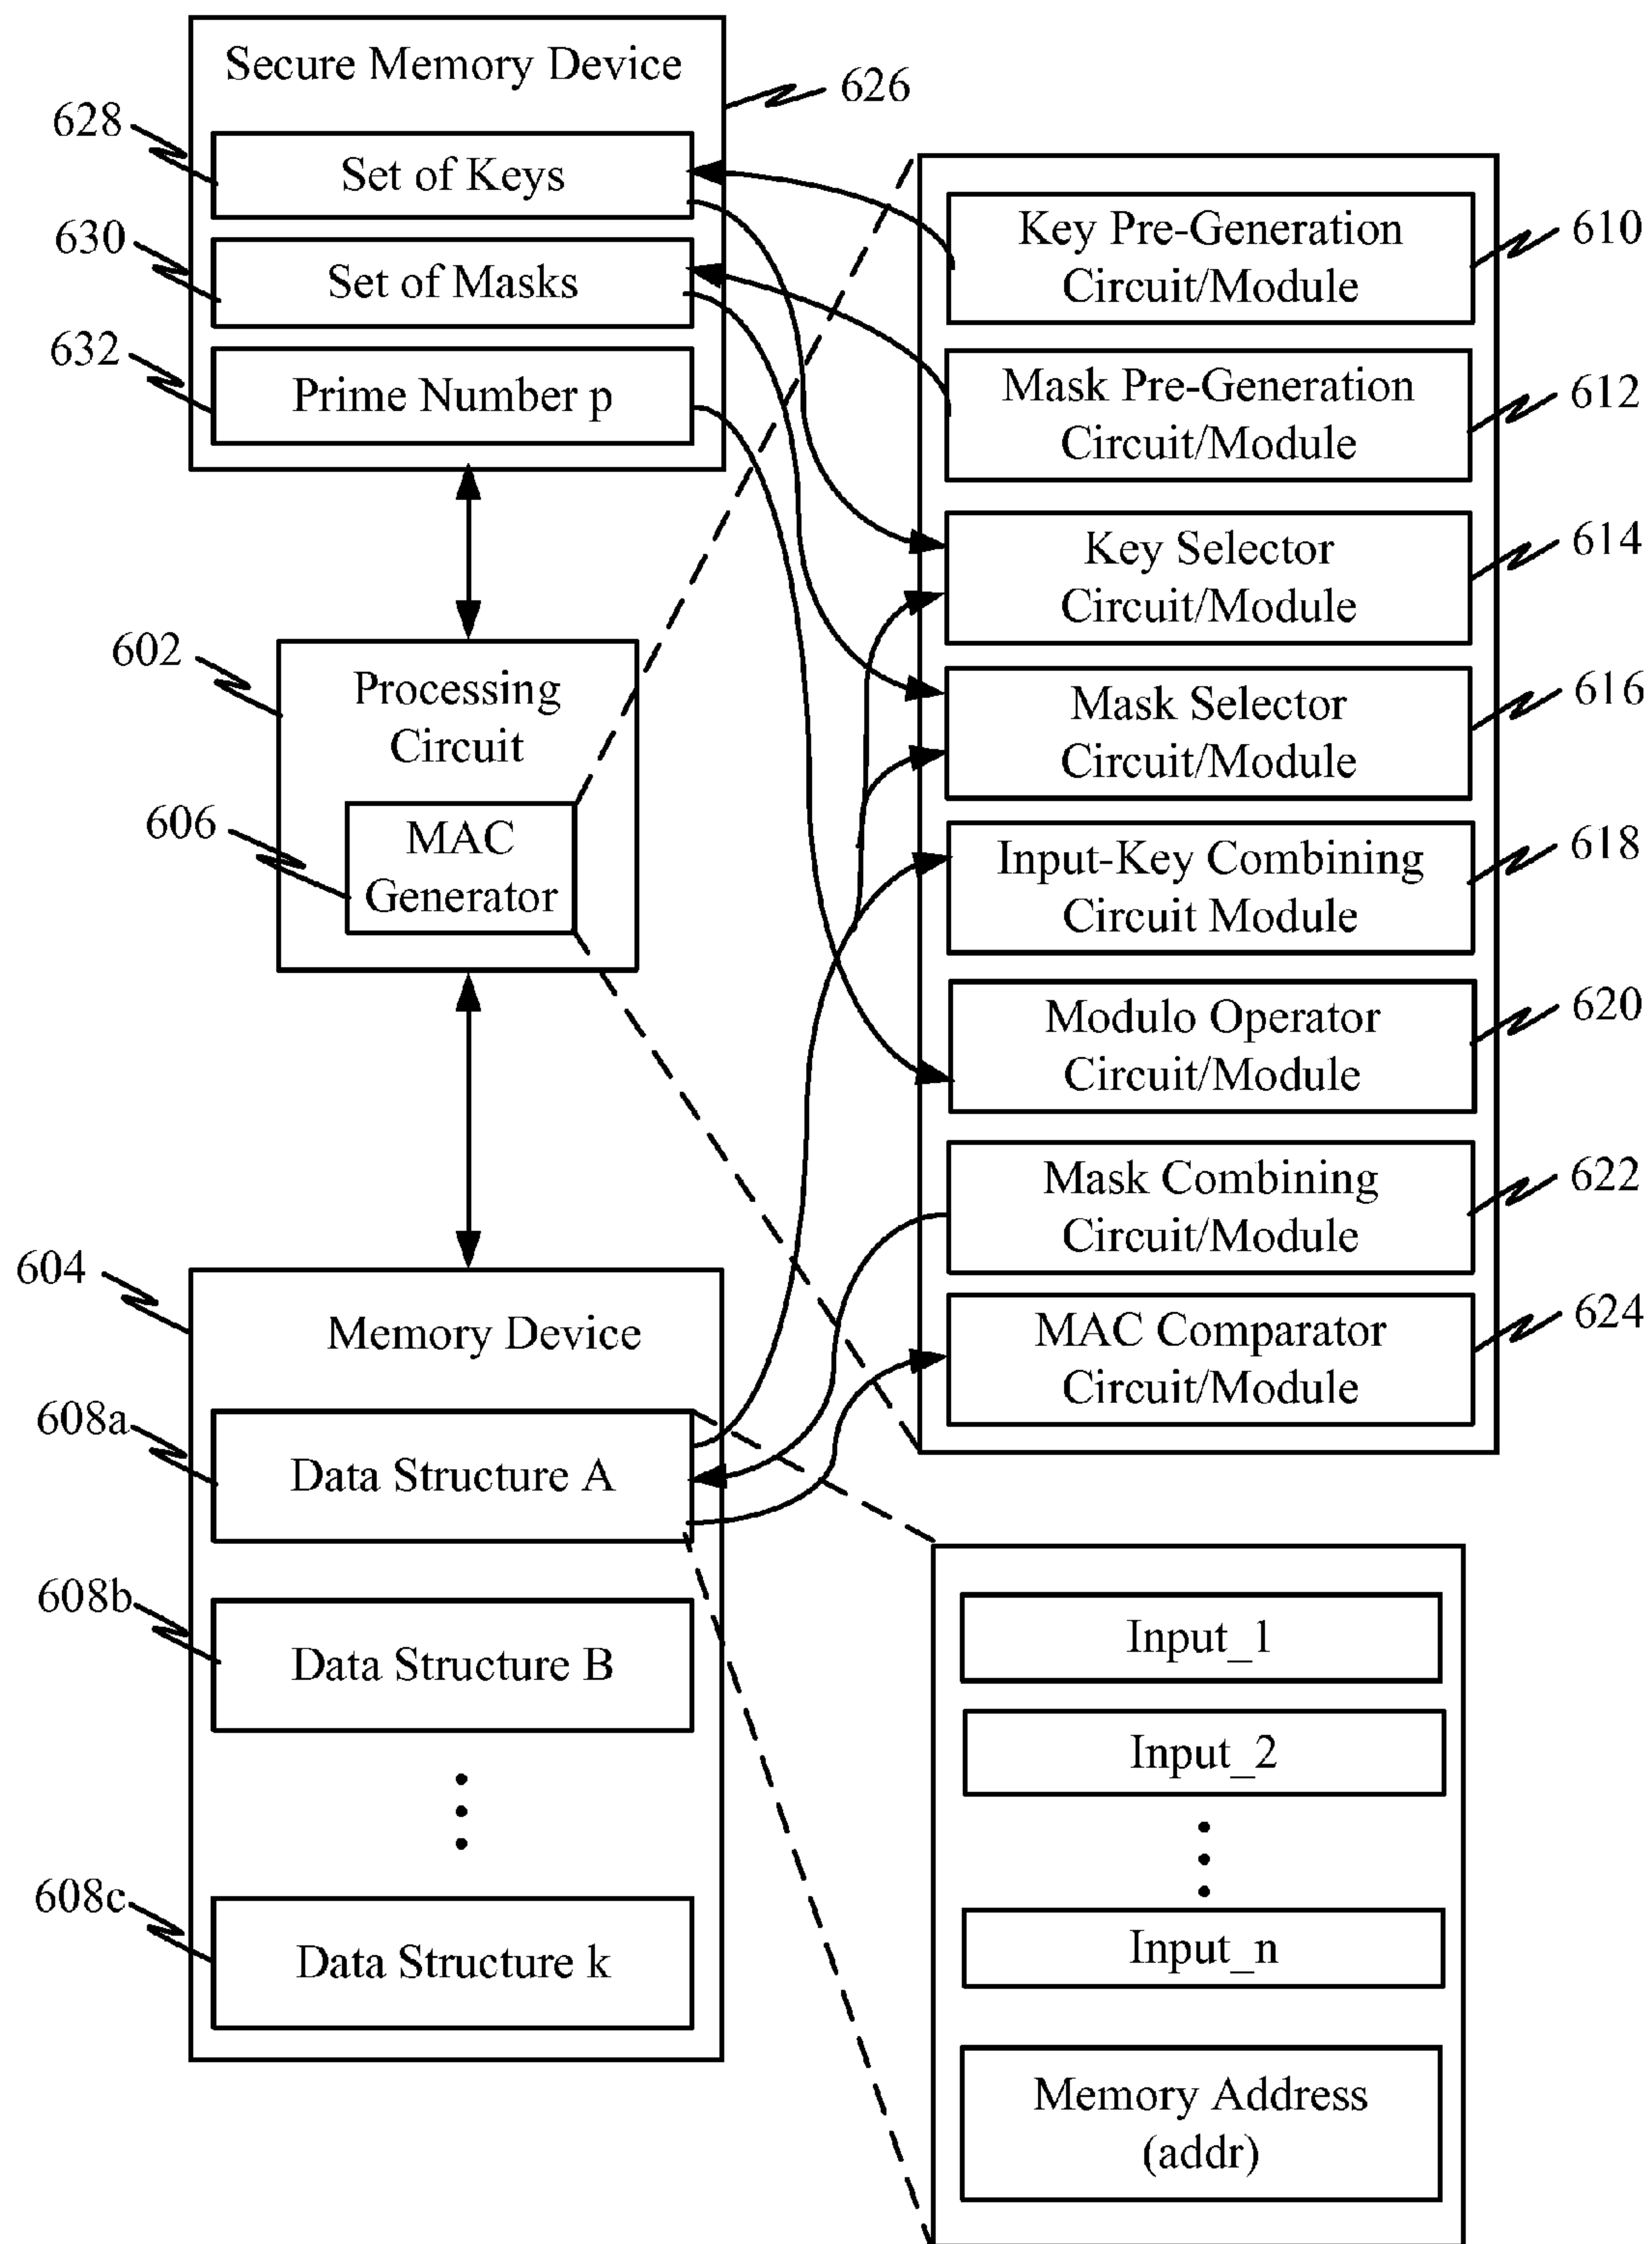 Secure Memory Device
626
628
Set of Keys
630
Set of Masks
632
Prime Number p
602
Processing
Circuit
606
MAC
Generator
604
Memory Device
608a
Data Structure A
608b
Data Structure B
608c
Data Structure k
Key Pre-Generation
Circuit/Module
610
Mask Pre-Generation
Circuit/Module
612
Key Selector
Circuit/Module
614
Mask Selector
Circuit/Module
616
Input-Key Combining
Circuit Module
618
Modulo Operator
Circuit/Module
620
Mask Combining
Circuit/Module
622
MAC Comparator
Circuit/Module
624
Input_1
Input_2
Input_n
Memory Address
(addr)